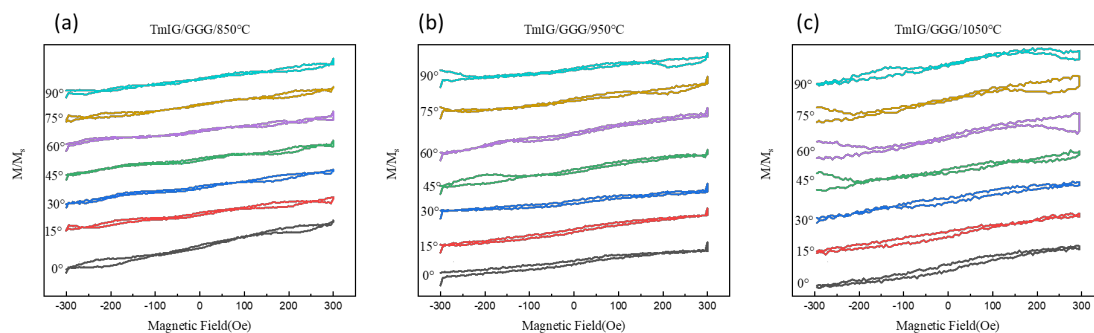 (a)
TmIG/GGG/850℃
M/Ms
90°
75°
60°
45°
30°
15°
0°
-300 -200 -100 0 100 200 300
Magnetic Field(Oe)
(b)
TmIG/GGG/950℃
M/Ms
90°
75°
60°
45°
30°
15°
0°
-300 -200 -100 0 100 200 300
Magnetic Field(Oe)
(c)
TmIG/GGG/1050℃
M/Ms
90°
75°
60°
45°
30°
15°
0°
-300 -200 -100 0 100 200 300
Magnetic Field(Oe)